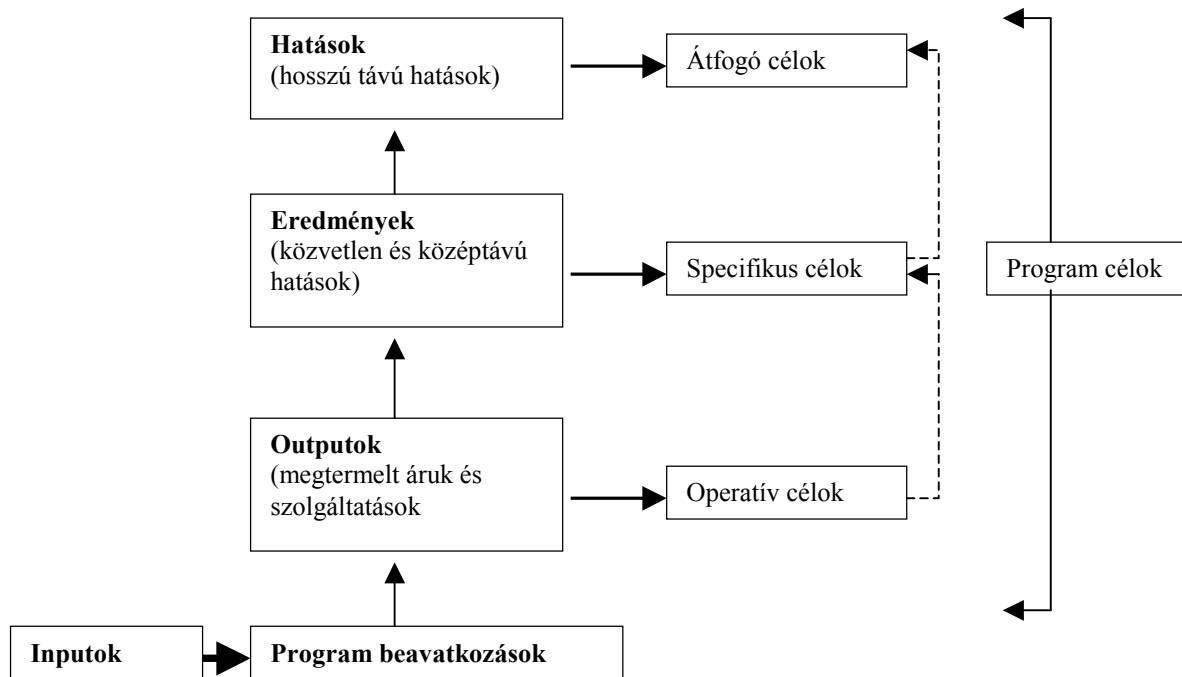 Hatások
(hosszú távú hatások)
Átfogó célok
Eredmények
(közvetlen és középtávú
hatások)
Specifikus célok
Program célok
Outputok
(megtermelt áruk és
szolgáltatások
Operatív célok
Inputok
Program beavatkozások